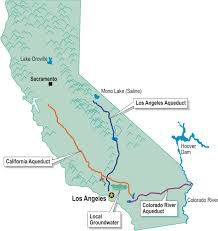 Lake Oroville
Sacramento
Mono Lake (Saline)
Los Angeles Aqueduct
Hoover
Dam
California Aqueduct
Los Angeles
Local
Groundwater
Colorado River
Aqueduct
Colorado River